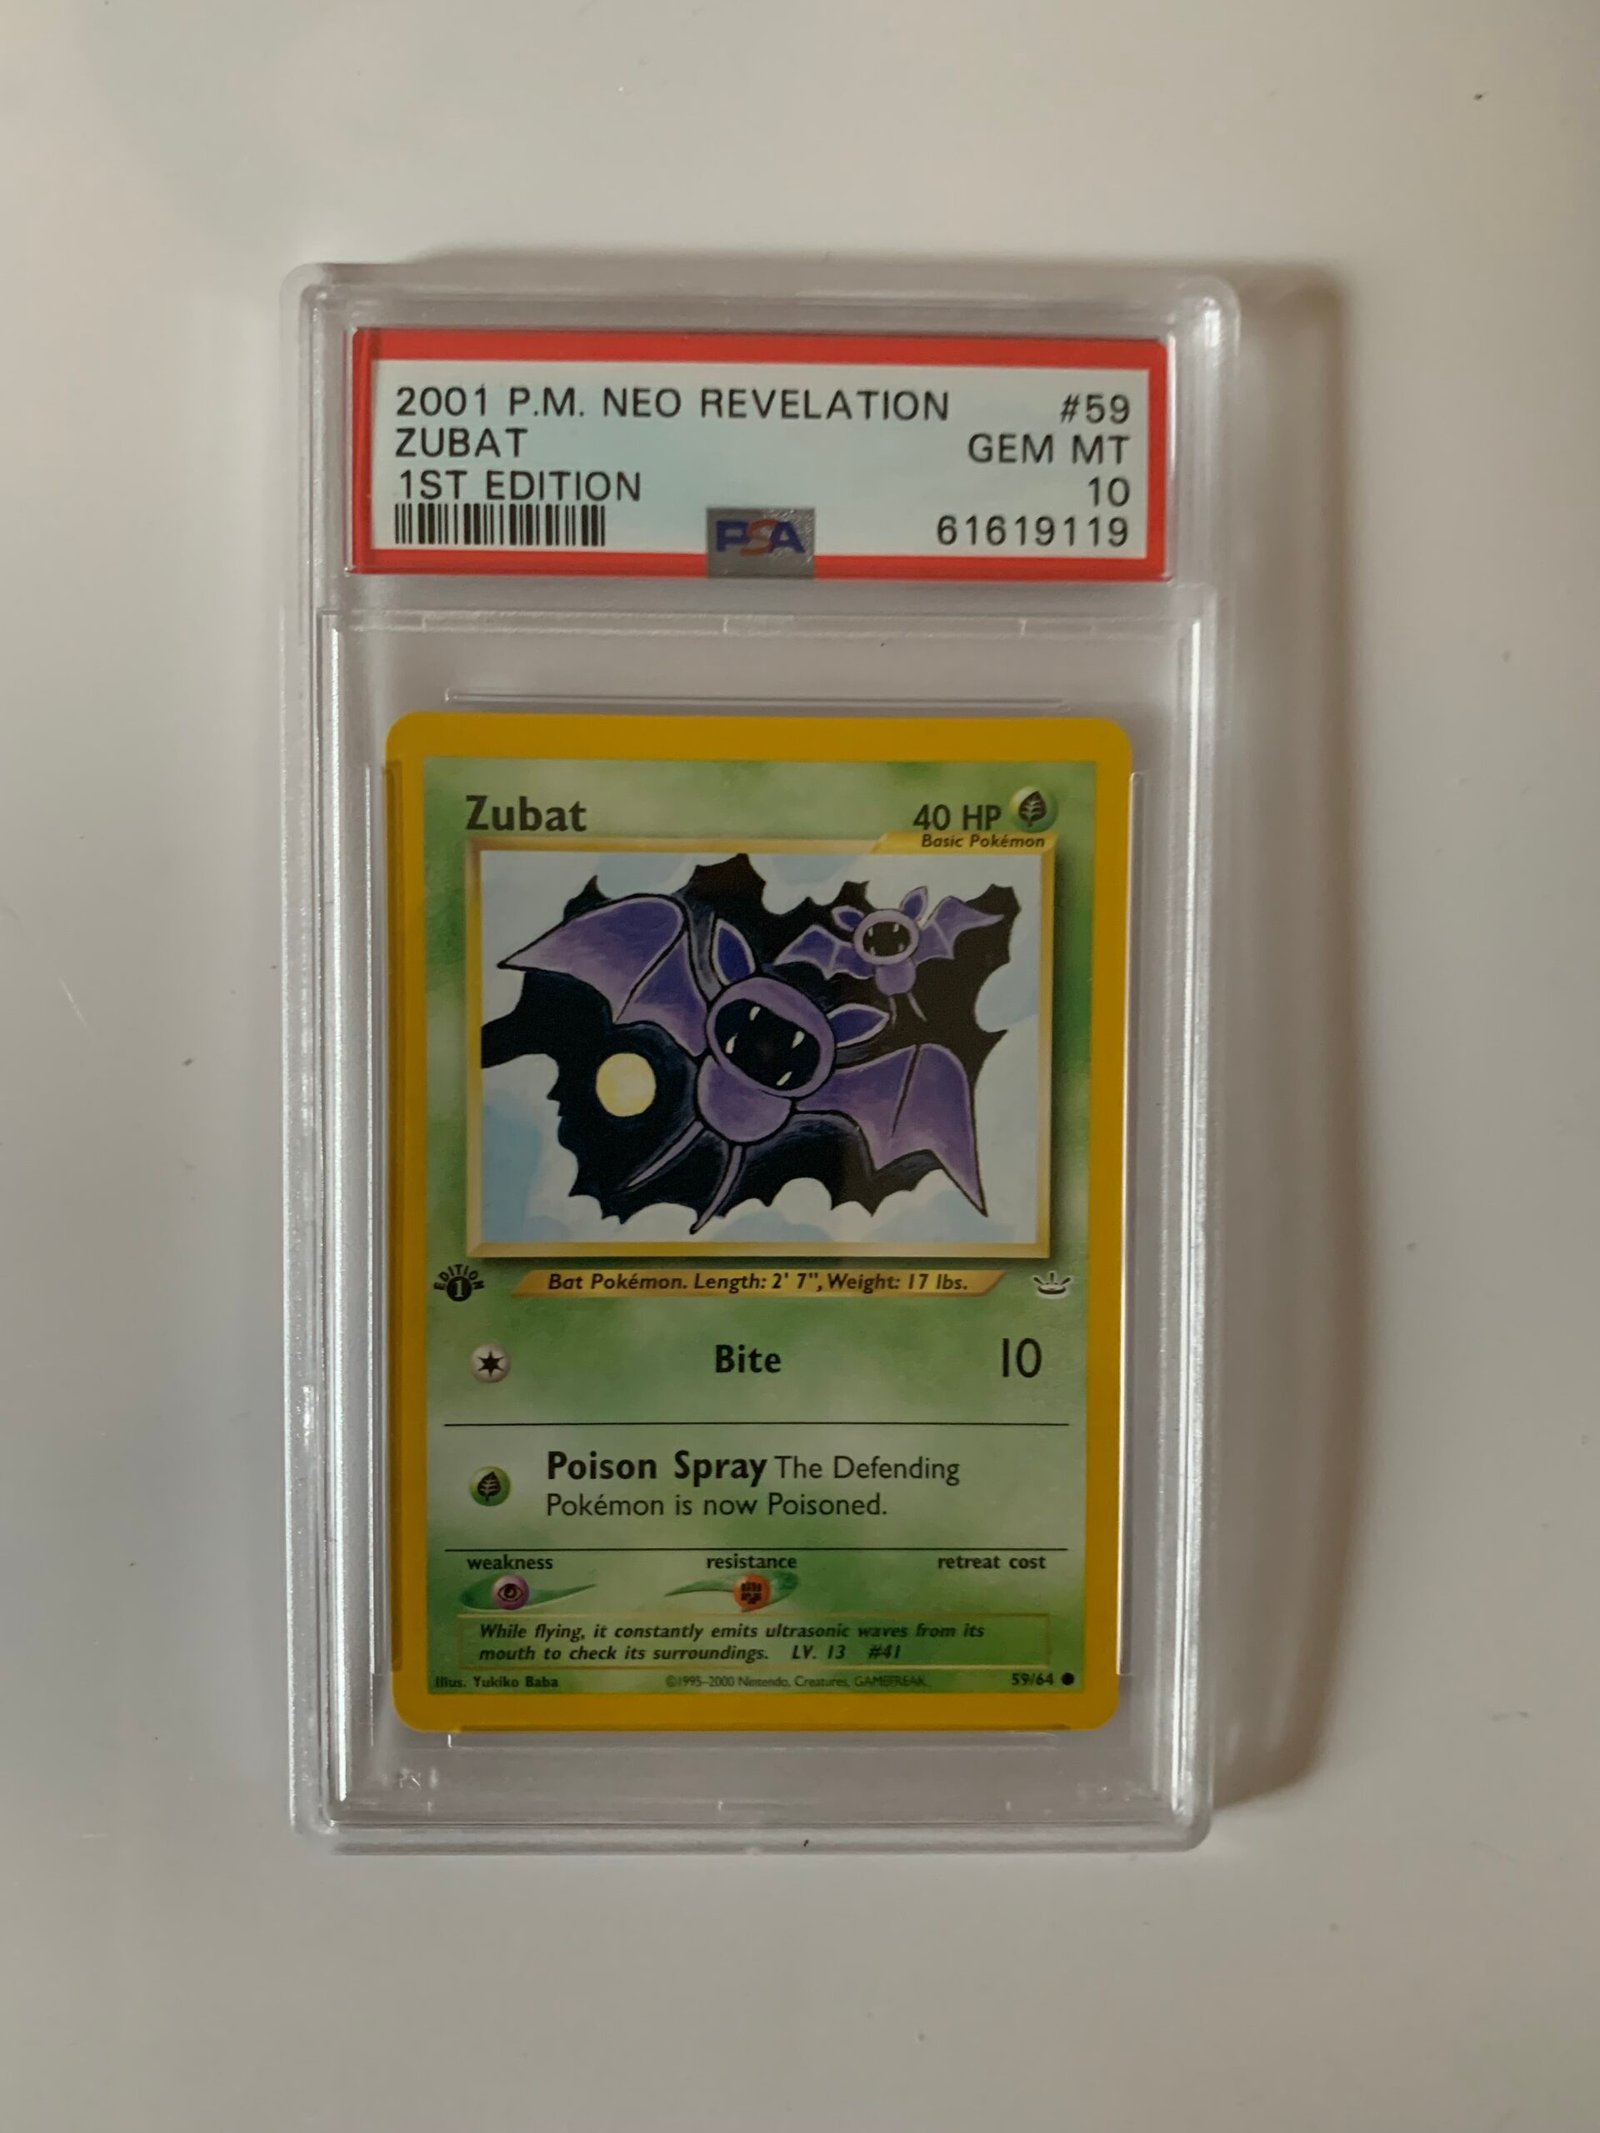 2001 P.M. NEO REVELATION #59
ZUBAT GEM MT
1ST EDITION 10
PSA 61619119
Zubat 40 HP
Basic Pokémon
EDITION 1
Bat Pokémon. Length: 2' 7", Weight: 17 lbs.
Bite 10
Poison Spray The Defending
Pokémon is now Poisoned.
weakness resistance retreat cost
While flying, it constantly emits ultrasonic waves from its
mouth to check its surroundings. LV. 13 #41
Illus. Yukiko Baba ©1995-2000 Nintendo, Creatures, GAMEFREAK. 59/64